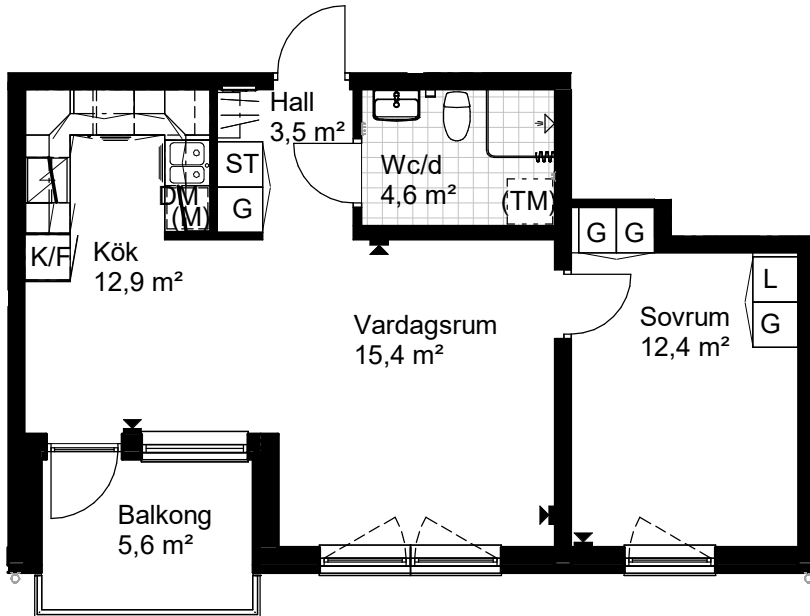 Hall
3,5 m²
ST
G
Wc/d
4,6 m²
(TM)
DM
(M)
K/F
Kök
12,9 m²
G
G
L
G
Sovrum
12,4 m²
Vardagsrum
15,4 m²
Balkong
5,6 m²